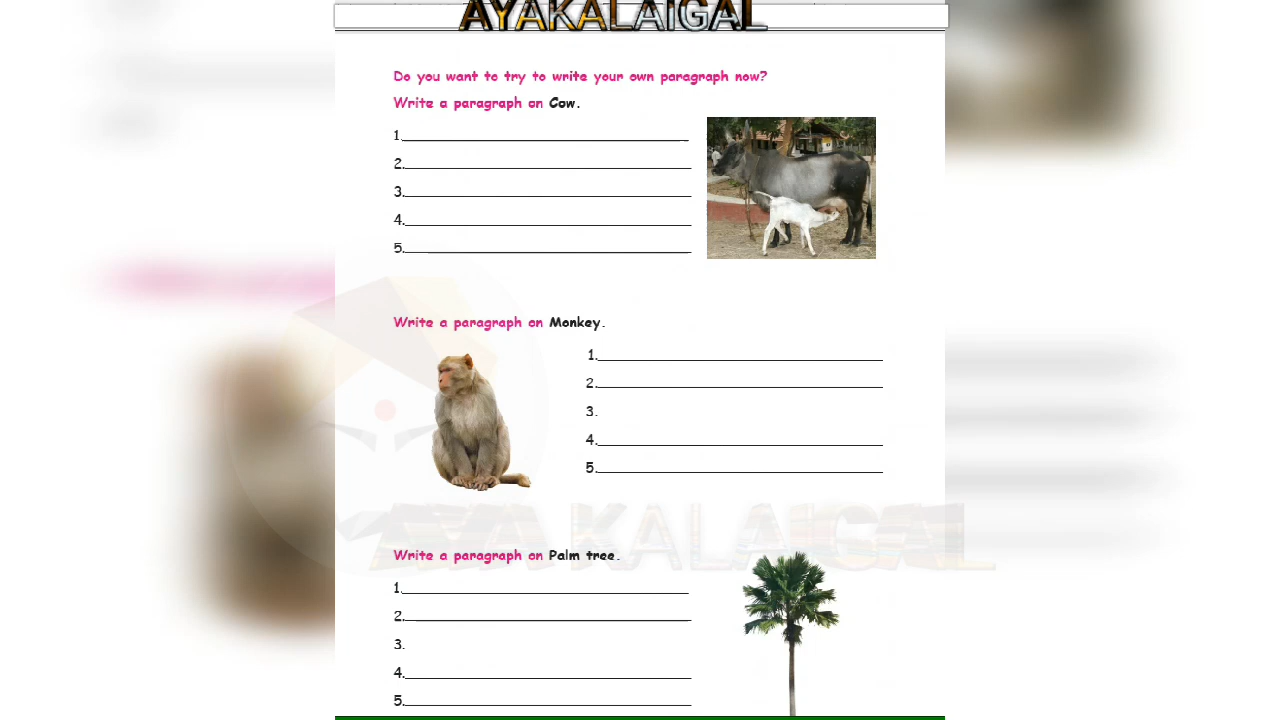 AYAKALAIGAL
Do you want to try to write your own paragraph now?
Write a paragraph on Cow.
1.
2.
3.
4.
5.
Write a paragraph on Monkey.
1.
2.
3.
4.
5.
AYA KALAIGAL
Write a paragraph on Palm tree.
1.
2.
3.
4.
5.